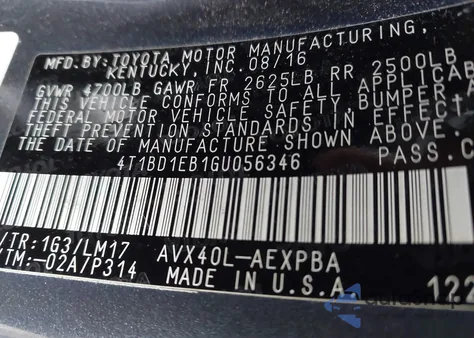 MFD.BY:TOYOTA MOTOR MANUFACTURING,
KENTUCKY, INC. 08/16
GVWR 4700LB GAWR FR 2625LB RR 2500LB
THIS VEHICLE CONFORMS TO ALL APPLICAB
FEDERAL MOTOR VEHICLE SAFETY, BUMPER, A
THEFT PREVENTION STANDARDS IN EFFECT
THE DATE OF MANUFACTURE SHOWN ABOVE.
4T1BD1EB1GU056346 PASS.C
/TR:1G3/LM17 AVX40L-AEXPBA
/TM:-02A/P314 MADE IN U.S.A. 122